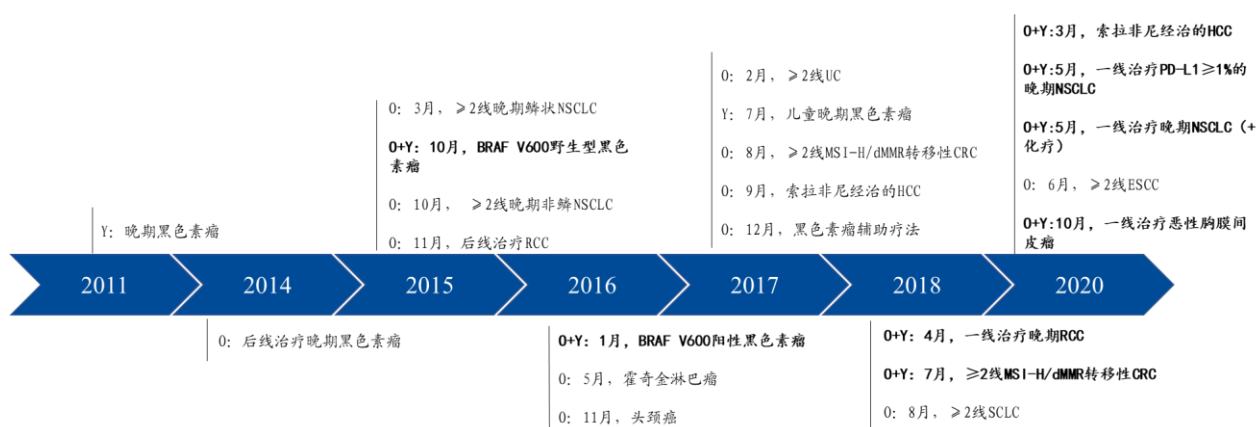 O+Y:3月，索拉非尼经治的HCC
O+Y:5月，一线治疗PD-L1≥1%的
晚期NSCLC
O+Y:5月，一线治疗晚期NSCLC（+
化疗）
O: 6月，≥2线ESCC
O+Y:10月，一线治疗恶性胸膜间
皮瘤
O: 2月，≥2线UC
Y: 7月，儿童晚期黑色素瘤
O: 8月，≥2线MSI-H/dMMR转移性CRC
O: 9月，索拉非尼经治的HCC
O: 12月，黑色素瘤辅助疗法
O: 3月，≥2线晚期鳞状NSCLC
O+Y: 10月，BRAF V600野生型黑色
素瘤
O: 10月， ≥2线晚期非鳞NSCLC
O: 11月，后线治疗RCC
Y: 晚期黑色素瘤
2011 2014 2015 2016 2017 2018 2020
O: 后线治疗晚期黑色素瘤
O+Y: 1月，BRAF V600阳性黑色素瘤
O: 5月，霍奇金淋巴瘤
O: 11月，头颈癌
O+Y: 4月，一线治疗晚期RCC
O+Y: 7月，≥2线MSI-H/dMMR转移性CRC
O: 8月，≥2线SCLC